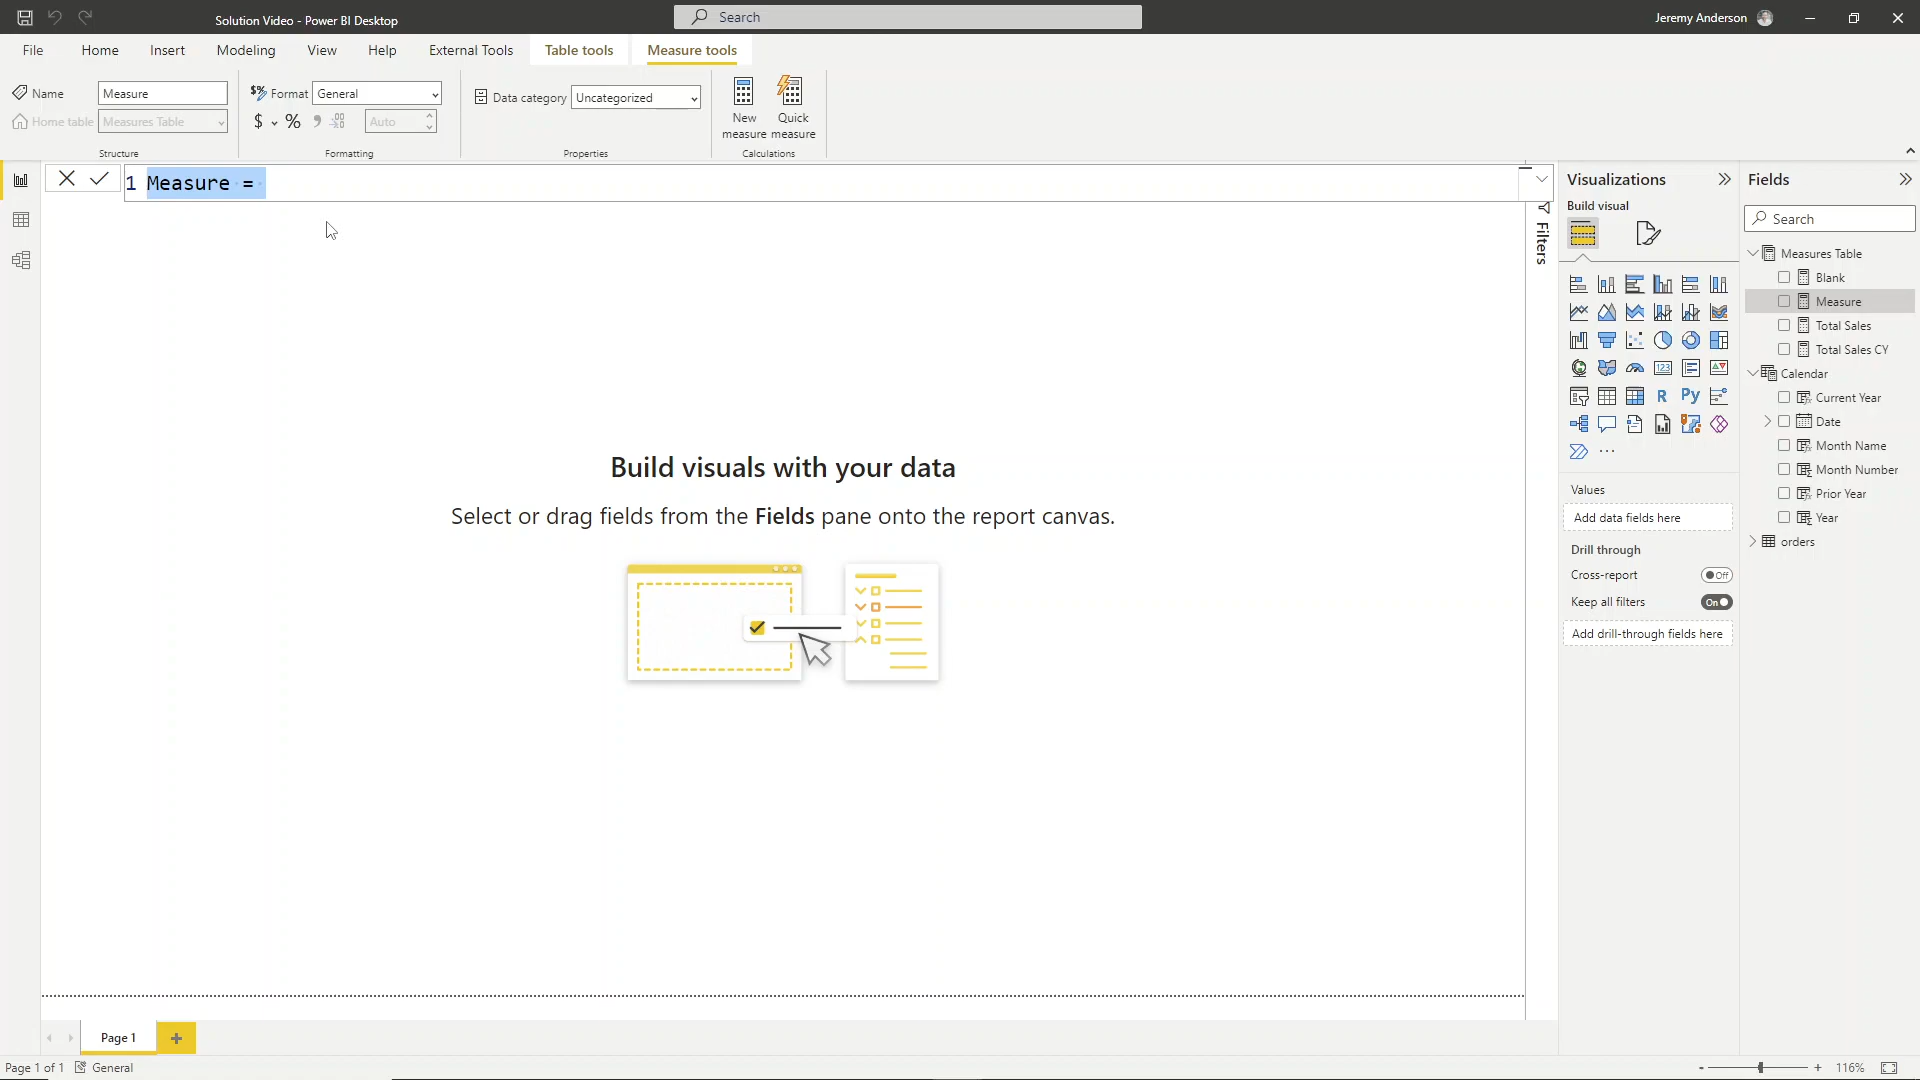 Solution Video - Power BI Desktop
Search
Jeremy Anderson
File
Home
Insert
Modeling
View
Help
External Tools
Table tools
Measure tools
Name
Measure
Home table
Measures Table
Structure
Format
General
$
%
Auto
Formatting
Data category
Uncategorized
Properties
New measure
Quick measure
Calculations
1 Measure =
Build visuals with your data
Select or drag fields from the Fields pane onto the report canvas.
Filters
Visualizations
Build visual
123
R
Py
Values
Add data fields here
Drill through
Cross-report
Off
Keep all filters
On
Add drill-through fields here
Fields
Search
Measures Table
Blank
Measure
Total Sales
Total Sales CY
Calendar
Current Year
Date
Month Name
Month Number
Prior Year
Year
orders
Page 1
Page 1 of 1
General
116%